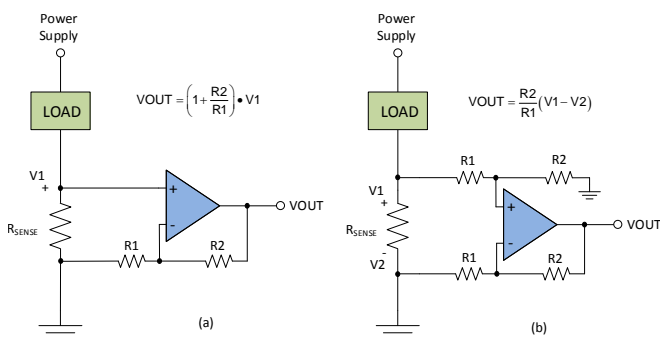 Power
Supply
LOAD
VOUT = (1 + R2/R1) • V1
V1
+
RSENSE
+
-
VOUT
R1
R2
(a)
Power
Supply
LOAD
VOUT = R2/R1 (V1 − V2)
R1
R2
V1
+
RSENSE
-
V2
+
-
VOUT
R1
R2
(b)